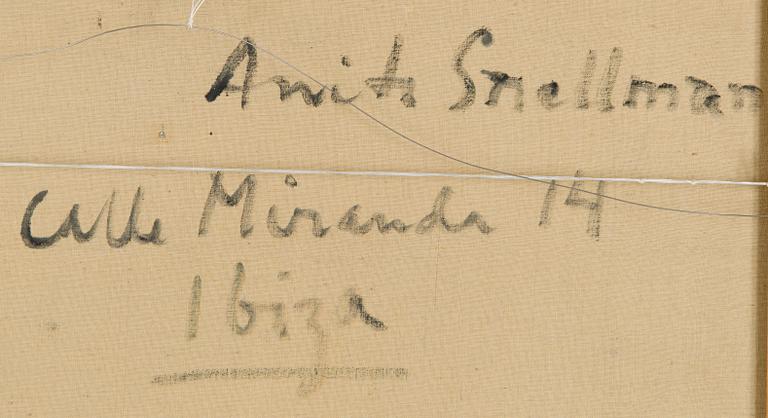 Anita Snellman
Calle Miranda 14
Ibiza